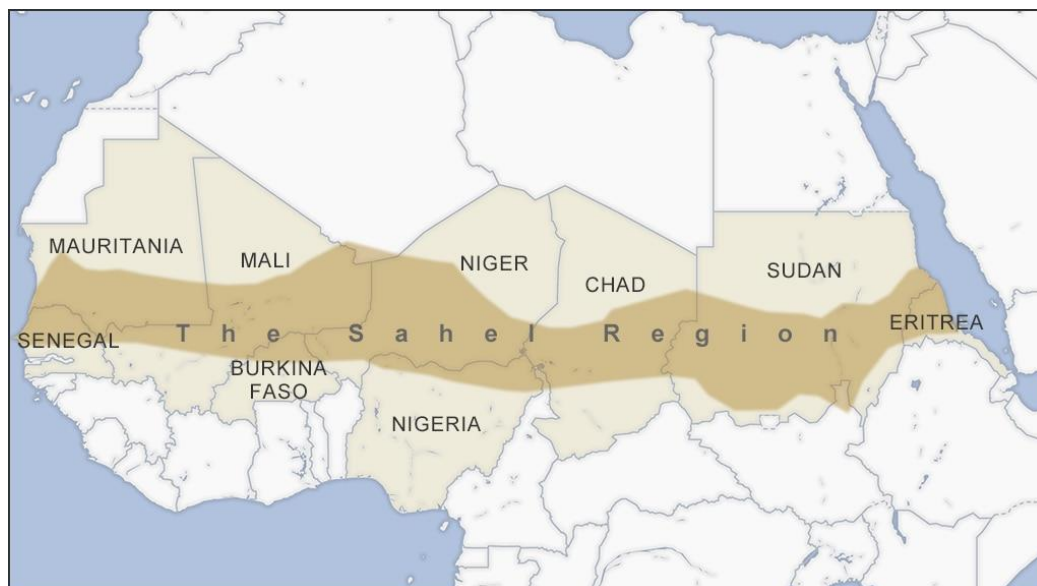 MAURITANIA
MALI
NIGER
CHAD
SUDAN
The Sahel Region
SENEGAL
ERITREA
BURKINA
FASO
NIGERIA